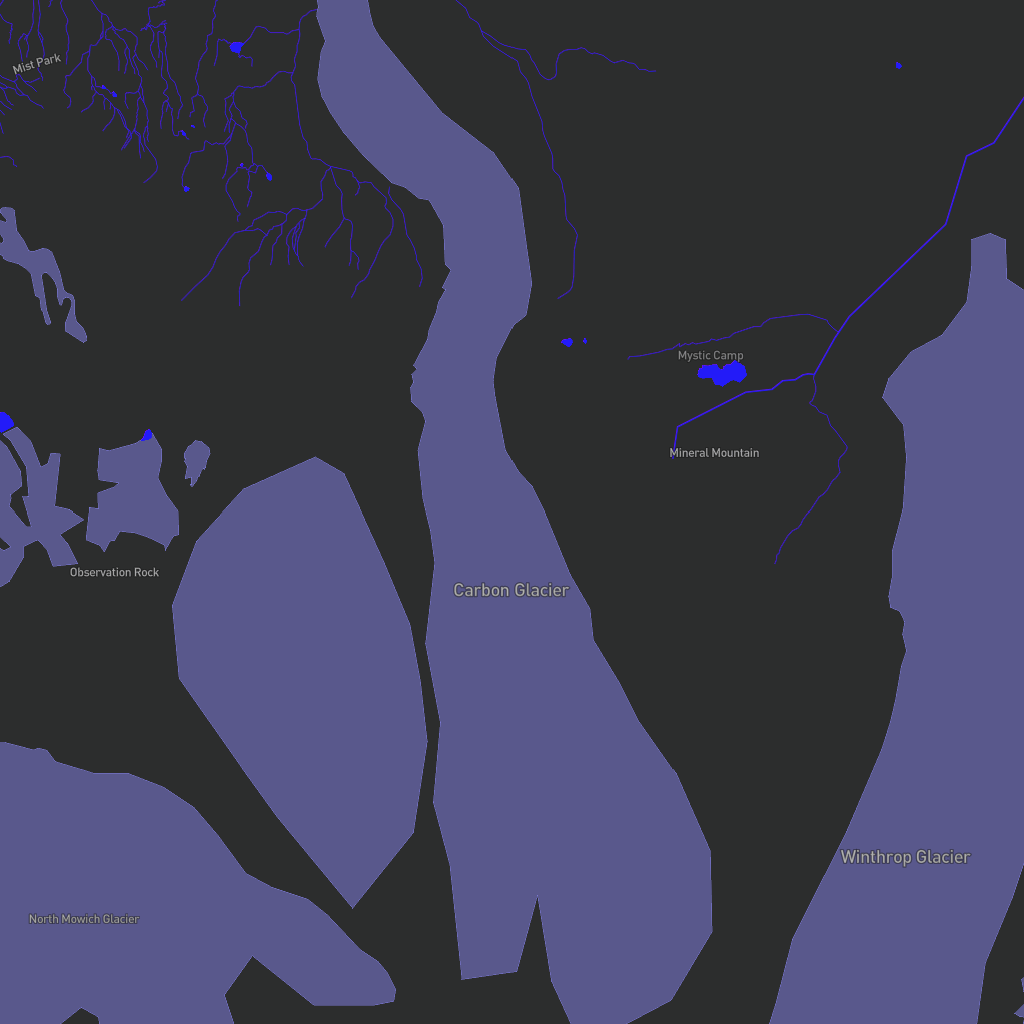 Mist Park
Mystic Camp
Mineral Mountain
Observation Rock
Carbon Glacier
Winthrop Glacier
North Mowich Glacier